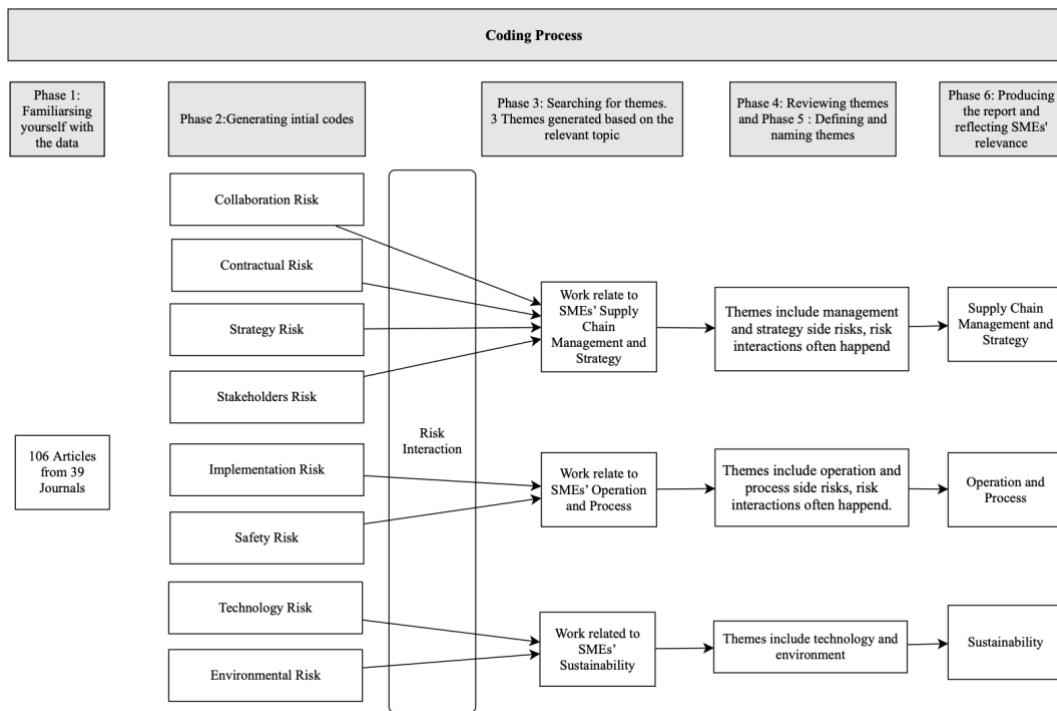 Coding Process
Phase 1:
Familiarsing
yourself with
the data
Phase 2:Generating intial codes
Phase 3: Searching for themes.
3 Themes generated based on the
relevant topic
Phase 4: Reviewing themes
and Phase 5 : Defining and
naming themes
Phase 6: Producing
the report and
reflecting SMEs'
relevance
106 Articles
from 39
Journals
Collaboration Risk
Contractual Risk
Strategy Risk
Stakeholders Risk
Implementation Risk
Safety Risk
Technology Risk
Environmental Risk
Risk
Interaction
Work relate to
SMEs’ Supply
Chain
Management and
Strategy
Themes include management
and strategy side risks, risk
interactions often happend
Supply Chain
Management and
Strategy
Work relate to
SMEs’ Operation
and Process
Themes include operation and
process side risks, risk
interactions often happend.
Operation and
Process
Work related to
SMEs’
Sustainability
Themes include technology and
environment
Sustainability